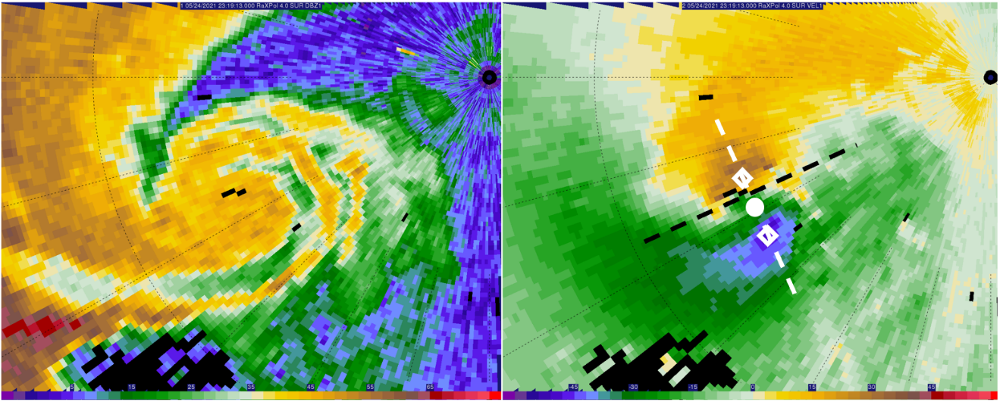 1 05/24/2021 23:19:13.000 RaXPol 4.0 SUR DBZ1
2 05/24/2021 23:19:13.000 RaXPol 4.0 SUR VEL1
5 15 25 35 45 55 65
-45 -30 -15 0 15 30 45